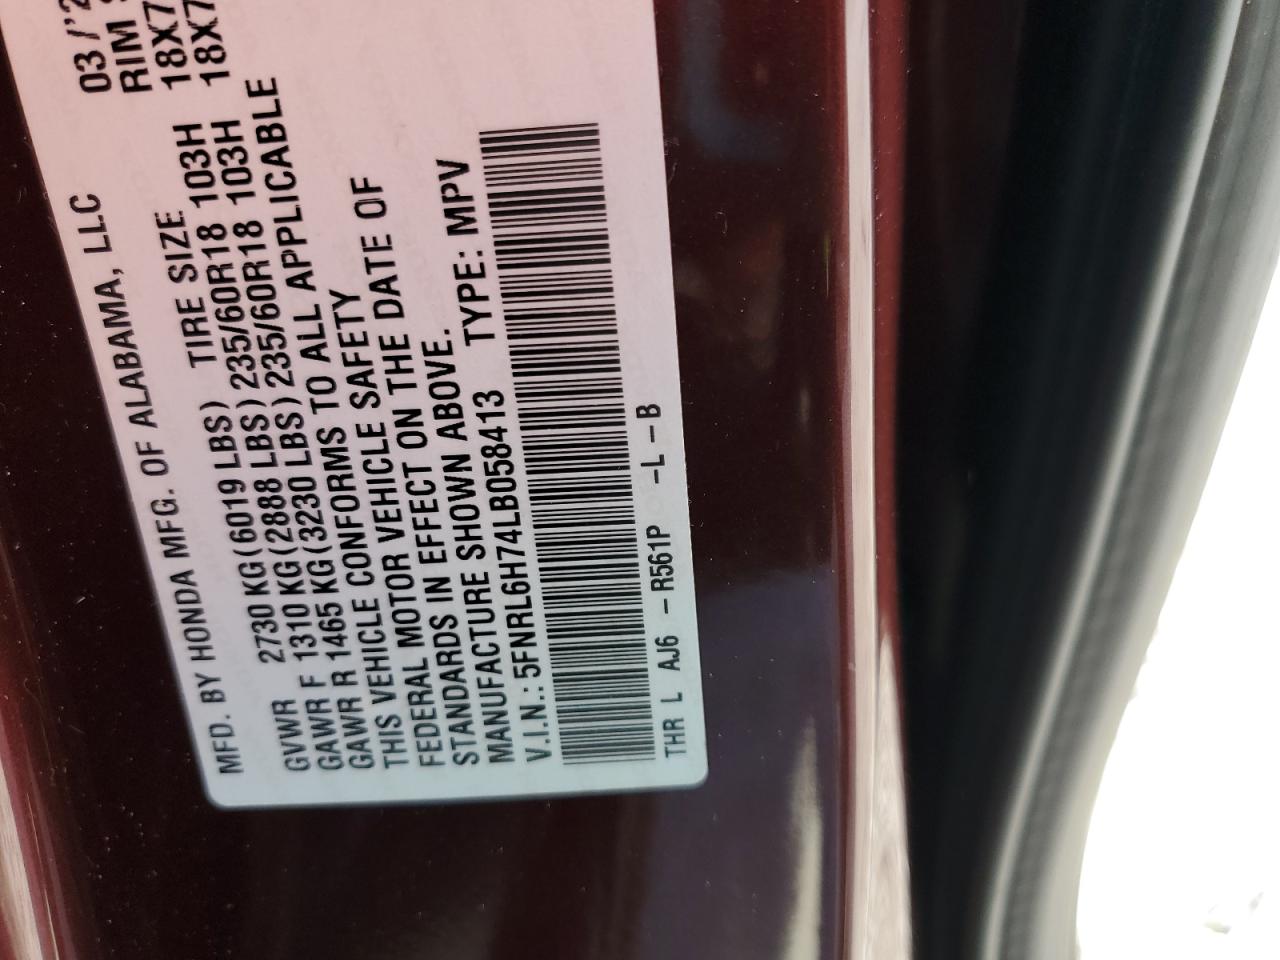 MFD. BY HONDA MFG. OF ALABAMA, LLC 03/'2
TIRE SIZE RIM
GVWR 2730 KG(6019 LBS)
GAWR F 1310 KG(2888 LBS) 235/60R18 103H 18X7
GAWR R 1465 KG(3230 LBS) 235/60R18 103H 18X7
THIS VEHICLE CONFORMS TO ALL APPLICABLE
FEDERAL MOTOR VEHICLE SAFETY
STANDARDS IN EFFECT ON THE DATE OF
MANUFACTURE SHOWN ABOVE.
V.I.N.: 5FNRL6H74LB058413 TYPE: MPV
THR L AJ6 - R561P -L-B